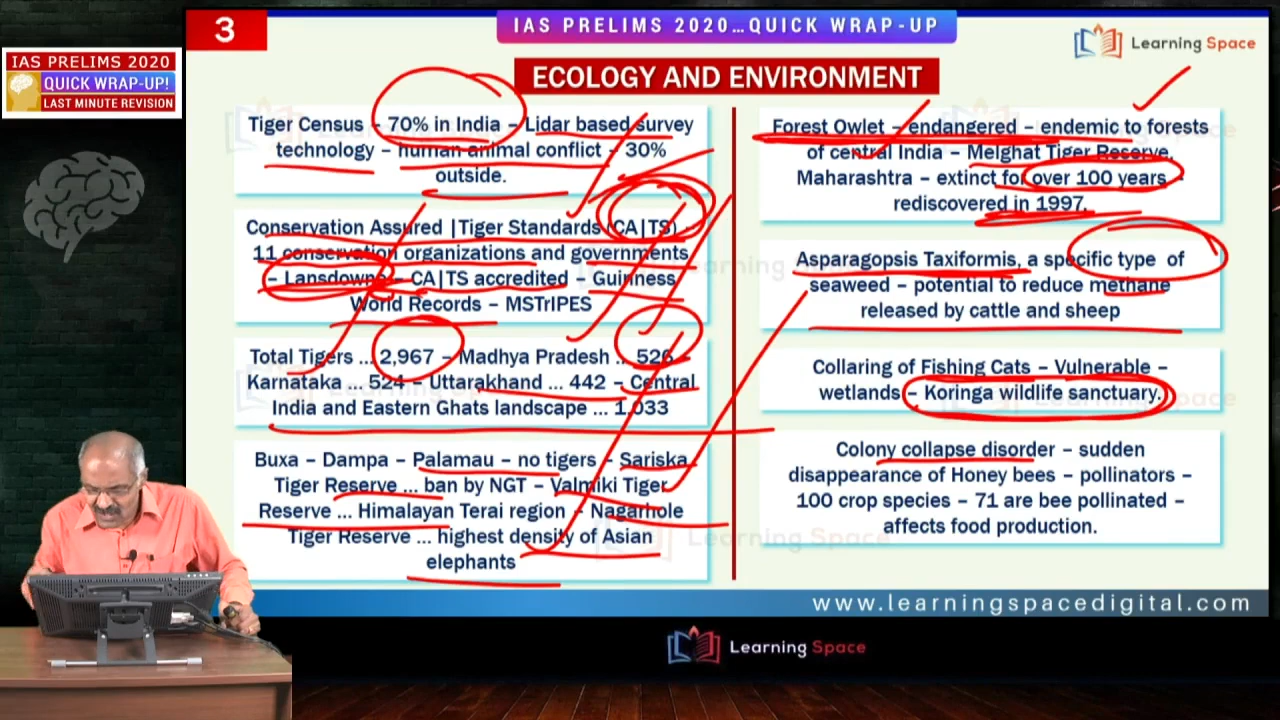 3
IAS PRELIMS 2020...QUICK WRAP-UP
Learning Space
IAS PRELIMS 2020
QUICK WRAP-UP!
LAST MINUTE REVISION
ECOLOGY AND ENVIRONMENT
Tiger Census - 70% in India – Lidar based survey
technology – human animal conflict – 30%
outside.
Conservation Assured |Tiger Standards (CA|TS)
11 conservation organizations and governments
– Lansdowne – CA|TS accredited – Guinness
World Records – MSTrIPES
Total Tigers ... 2,967 – Madhya Pradesh .. 526
Karnataka ... 524 – Uttarakhand ... 442 – Central
India and Eastern Ghats landscape ... 1,033
Buxa – Dampa – Palamau – no tigers – Sariska
Tiger Reserve ... ban by NGT – Valmiki Tiger
Reserve ... Himalayan Terai region – Nagarhole
Tiger Reserve ... highest density of Asian
elephants
Forest Owlet – endangered – endemic to forests
of central India – Melghat Tiger Reserve,
Maharashtra – extinct for over 100 years –
rediscovered in 1997.
Asparagopsis Taxiformis, a specific type of
seaweed – potential to reduce methane
released by cattle and sheep
Collaring of Fishing Cats – Vulnerable –
wetlands – Koringa wildlife sanctuary.
Colony collapse disorder – sudden
disappearance of Honey bees – pollinators –
100 crop species – 71 are bee pollinated –
affects food production.
www.learningspacedigital.com
Learning Space